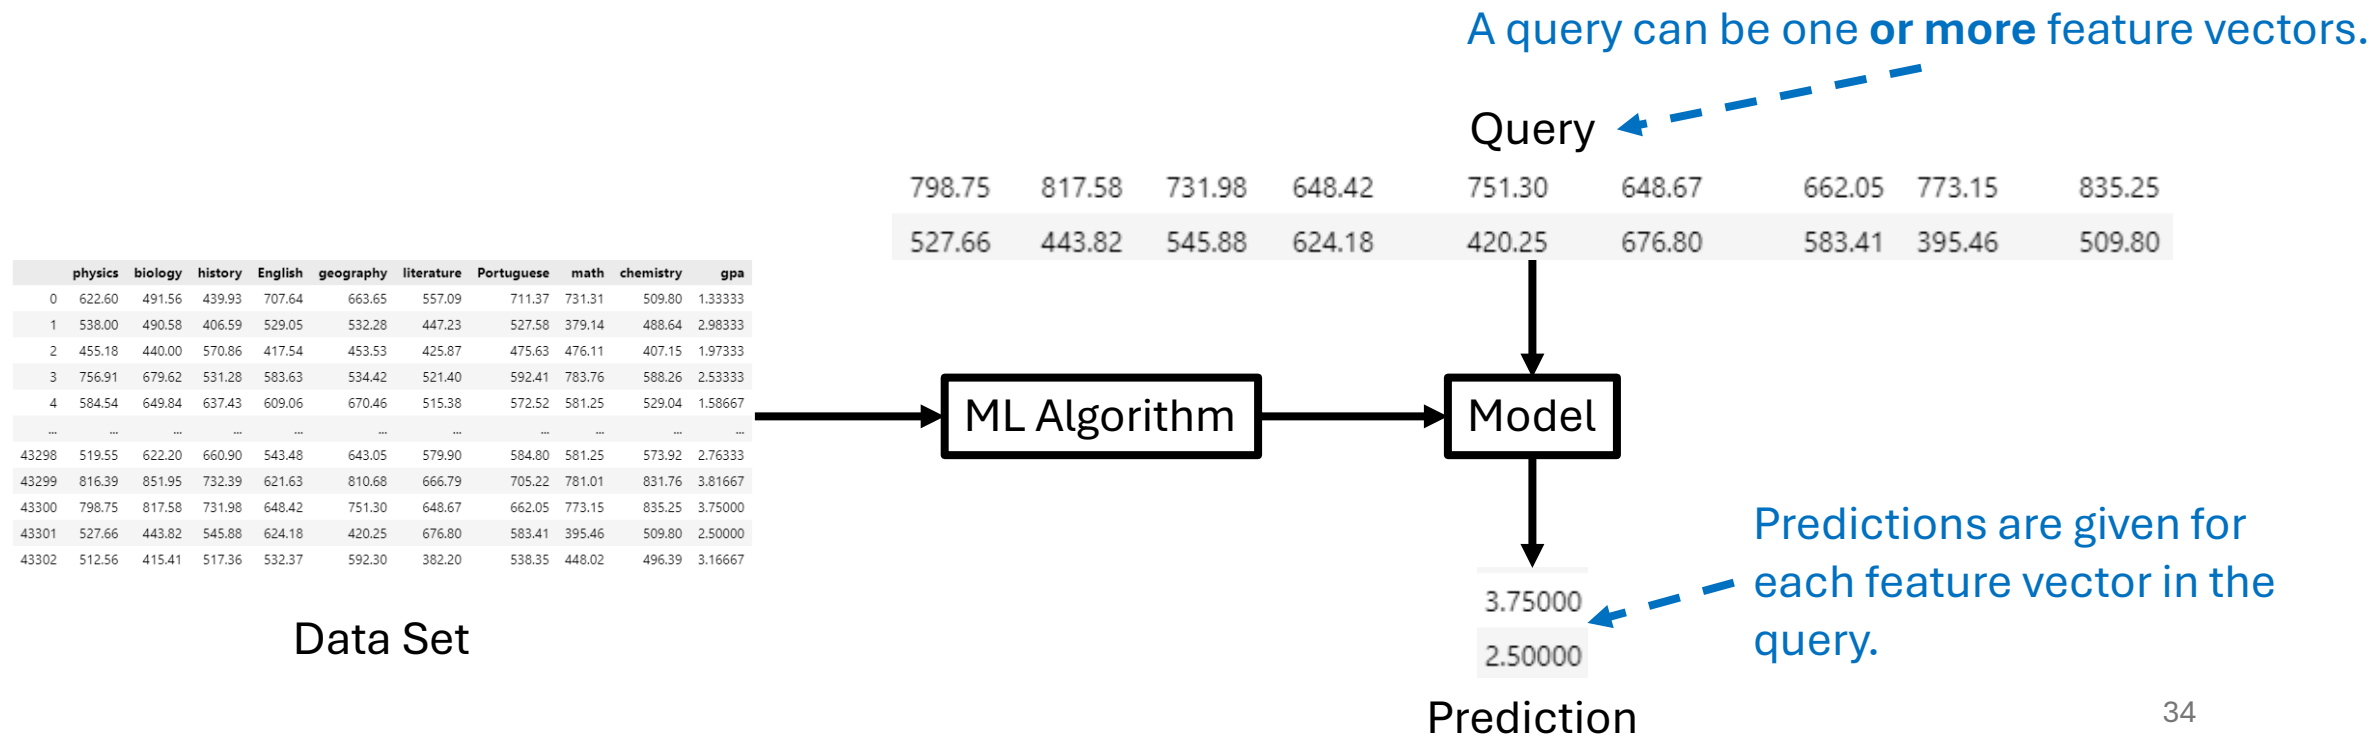 A query can be one or more feature vectors.
Query
798.75 817.58 731.98 648.42 751.30 648.67 662.05 773.15 835.25
527.66 443.82 545.88 624.18 420.25 676.80 583.41 395.46 509.80
physics biology history English geography literature Portuguese math chemistry gpa
0 622.60 491.56 439.93 707.64 663.65 557.09 711.37 731.31 509.80 1.33333
1 538.00 490.58 406.59 529.05 532.28 447.23 527.58 379.14 488.64 2.98333
2 455.18 440.00 570.86 417.54 453.53 425.87 475.63 476.11 407.15 1.97333
3 756.91 679.62 531.28 583.63 534.42 521.40 592.41 783.76 588.26 2.53333
4 584.54 649.84 637.43 609.06 670.46 515.38 572.52 581.25 529.04 1.58667
... ... ... ... ... ... ... ... ... ... ...
43298 519.55 622.20 660.90 543.48 643.05 579.90 584.80 581.25 573.92 2.76333
43299 816.39 851.95 732.39 621.63 810.68 666.79 705.22 781.01 831.76 3.81667
43300 798.75 817.58 731.98 648.42 751.30 648.67 662.05 773.15 835.25 3.75000
43301 527.66 443.82 545.88 624.18 420.25 676.80 583.41 395.46 509.80 2.50000
43302 512.56 415.41 517.36 532.37 592.30 382.20 538.35 448.02 496.39 3.16667
Data Set
ML Algorithm
Model
3.75000
2.50000
Prediction
Predictions are given for
each feature vector in the
query.
34